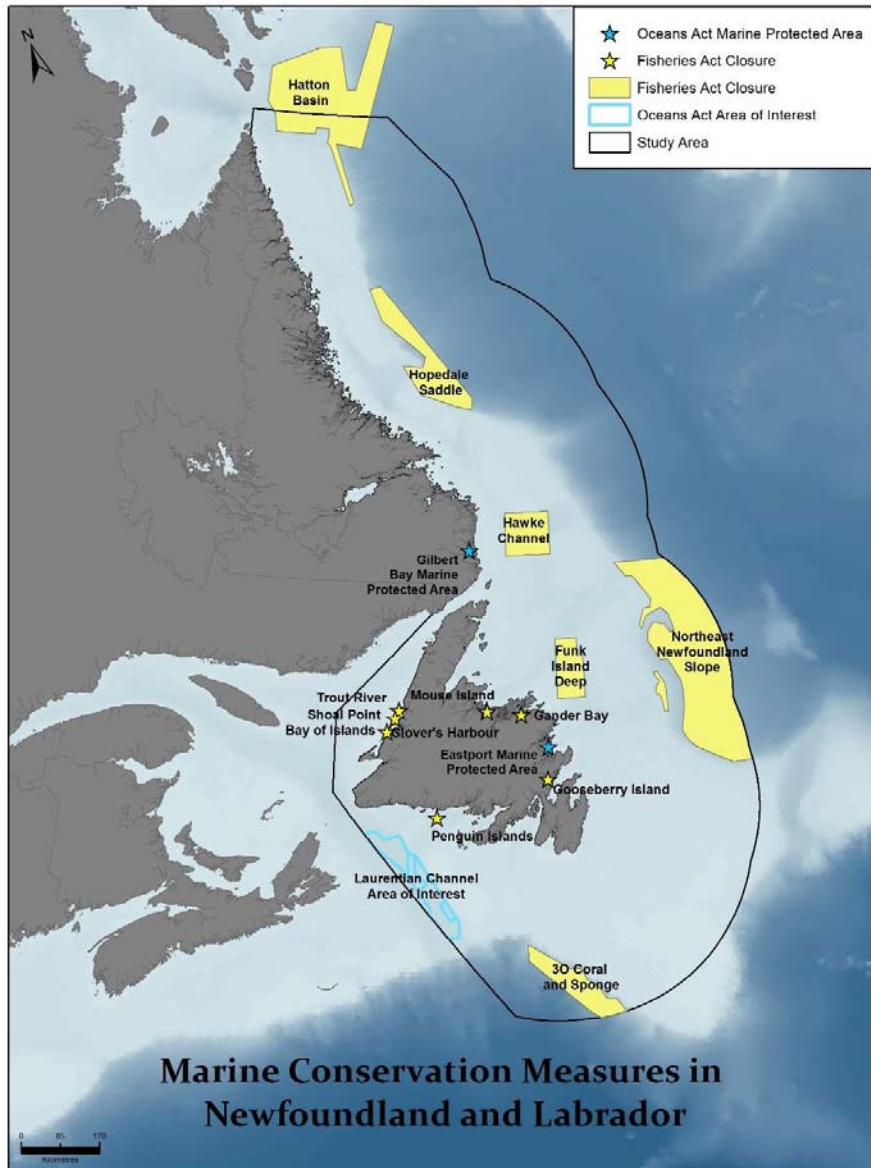 N
Oceans Act Marine Protected Area
Fisheries Act Closure
Fisheries Act Closure
Oceans Act Area of Interest
Study Area
Hatton
Basin
Hopedale
Saddle
Hawke
Channel
Gilbert
Bay Marine
Protected Area
Northeast
Newfoundland
Slope
Funk
Island
Deep
Trout River
Shoal Point
Bay of Islands
Mouse Island
Glover's Harbour
Gander Bay
Eastport Marine
Protected Area
Gooseberry Island
Penguin Islands
Laurentian Channel
Area of Interest
3O Coral
and Sponge
Marine Conservation Measures in
Newfoundland and Labrador
0 85 170
Kilometres